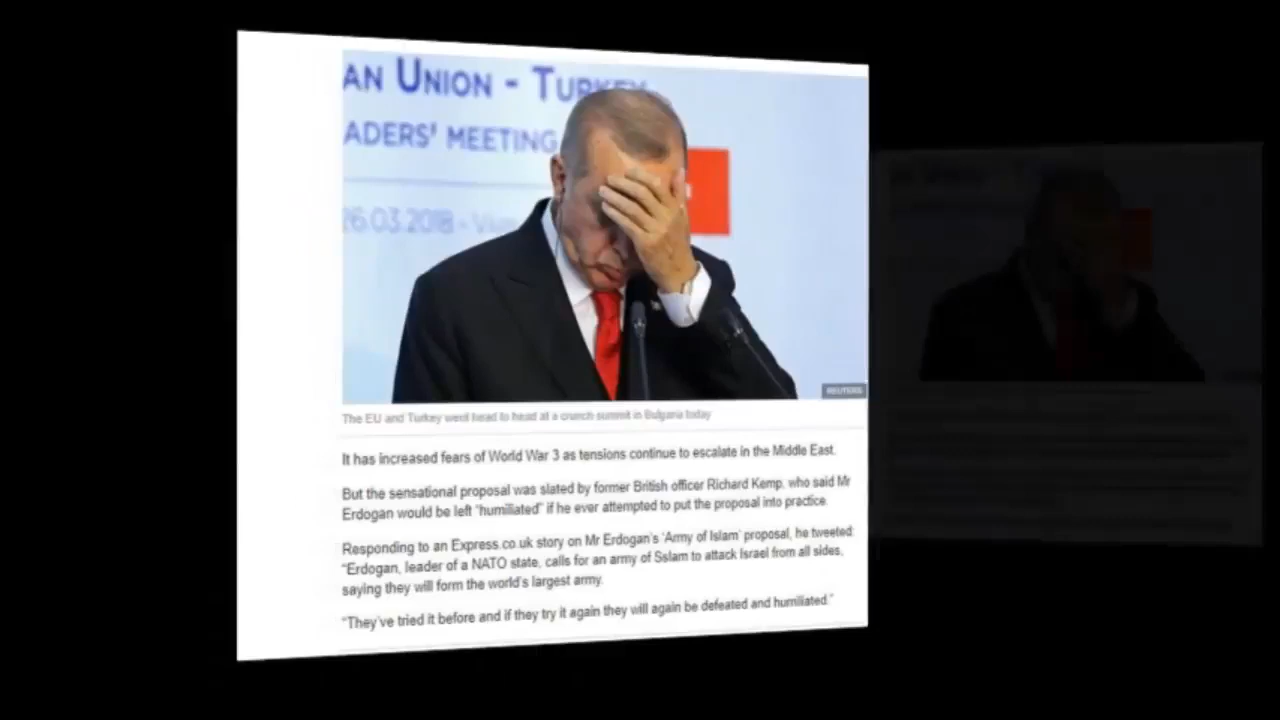 AN UNION - TURKEY
ADERS' MEETING
26.03.2018 -
REUTERS
The EU and Turkey went head to head at a crunch summit in Bulgaria today
It has increased fears of World War 3 as tensions continue to escalate in the Middle East.
But the sensational proposal was slated by former British officer Richard Kemp, who said Mr
Erdogan would be left "humiliated" if he ever attempted to put the proposal into practice.
Responding to an Express.co.uk story on Mr Erdogan's 'Army of Islam' proposal, he tweeted:
"Erdogan, leader of a NATO state, calls for an army of Sslam to attack Israel from all sides,
saying they will form the world's largest army.
"They've tried it before and if they try it again they will again be defeated and humiliated."